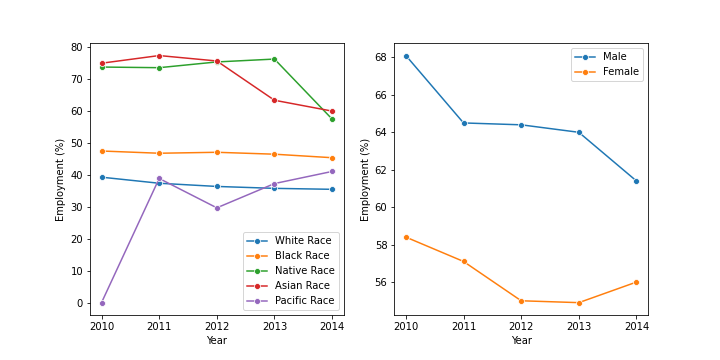 80
70
60
50
40
30
20
10
0
Employment (%)
2010 2011 2012 2013 2014
Year
White Race
Black Race
Native Race
Asian Race
Pacific Race
68
66
64
62
60
58
56
Employment (%)
2010 2011 2012 2013 2014
Year
Male
Female